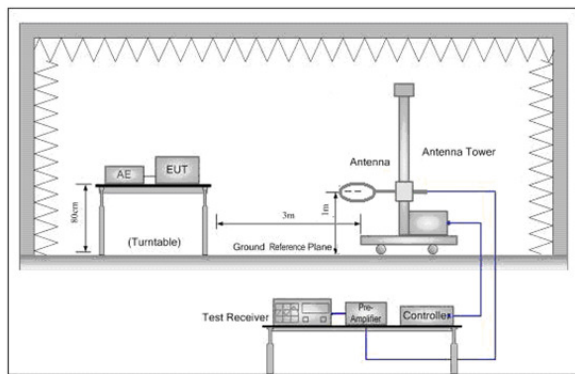 AE
EUT
80cm
(Turntable)
3m
Ground Reference Plane
1m
Antenna
Antenna Tower
Test Receiver
Pre-
Amplifier
Controller